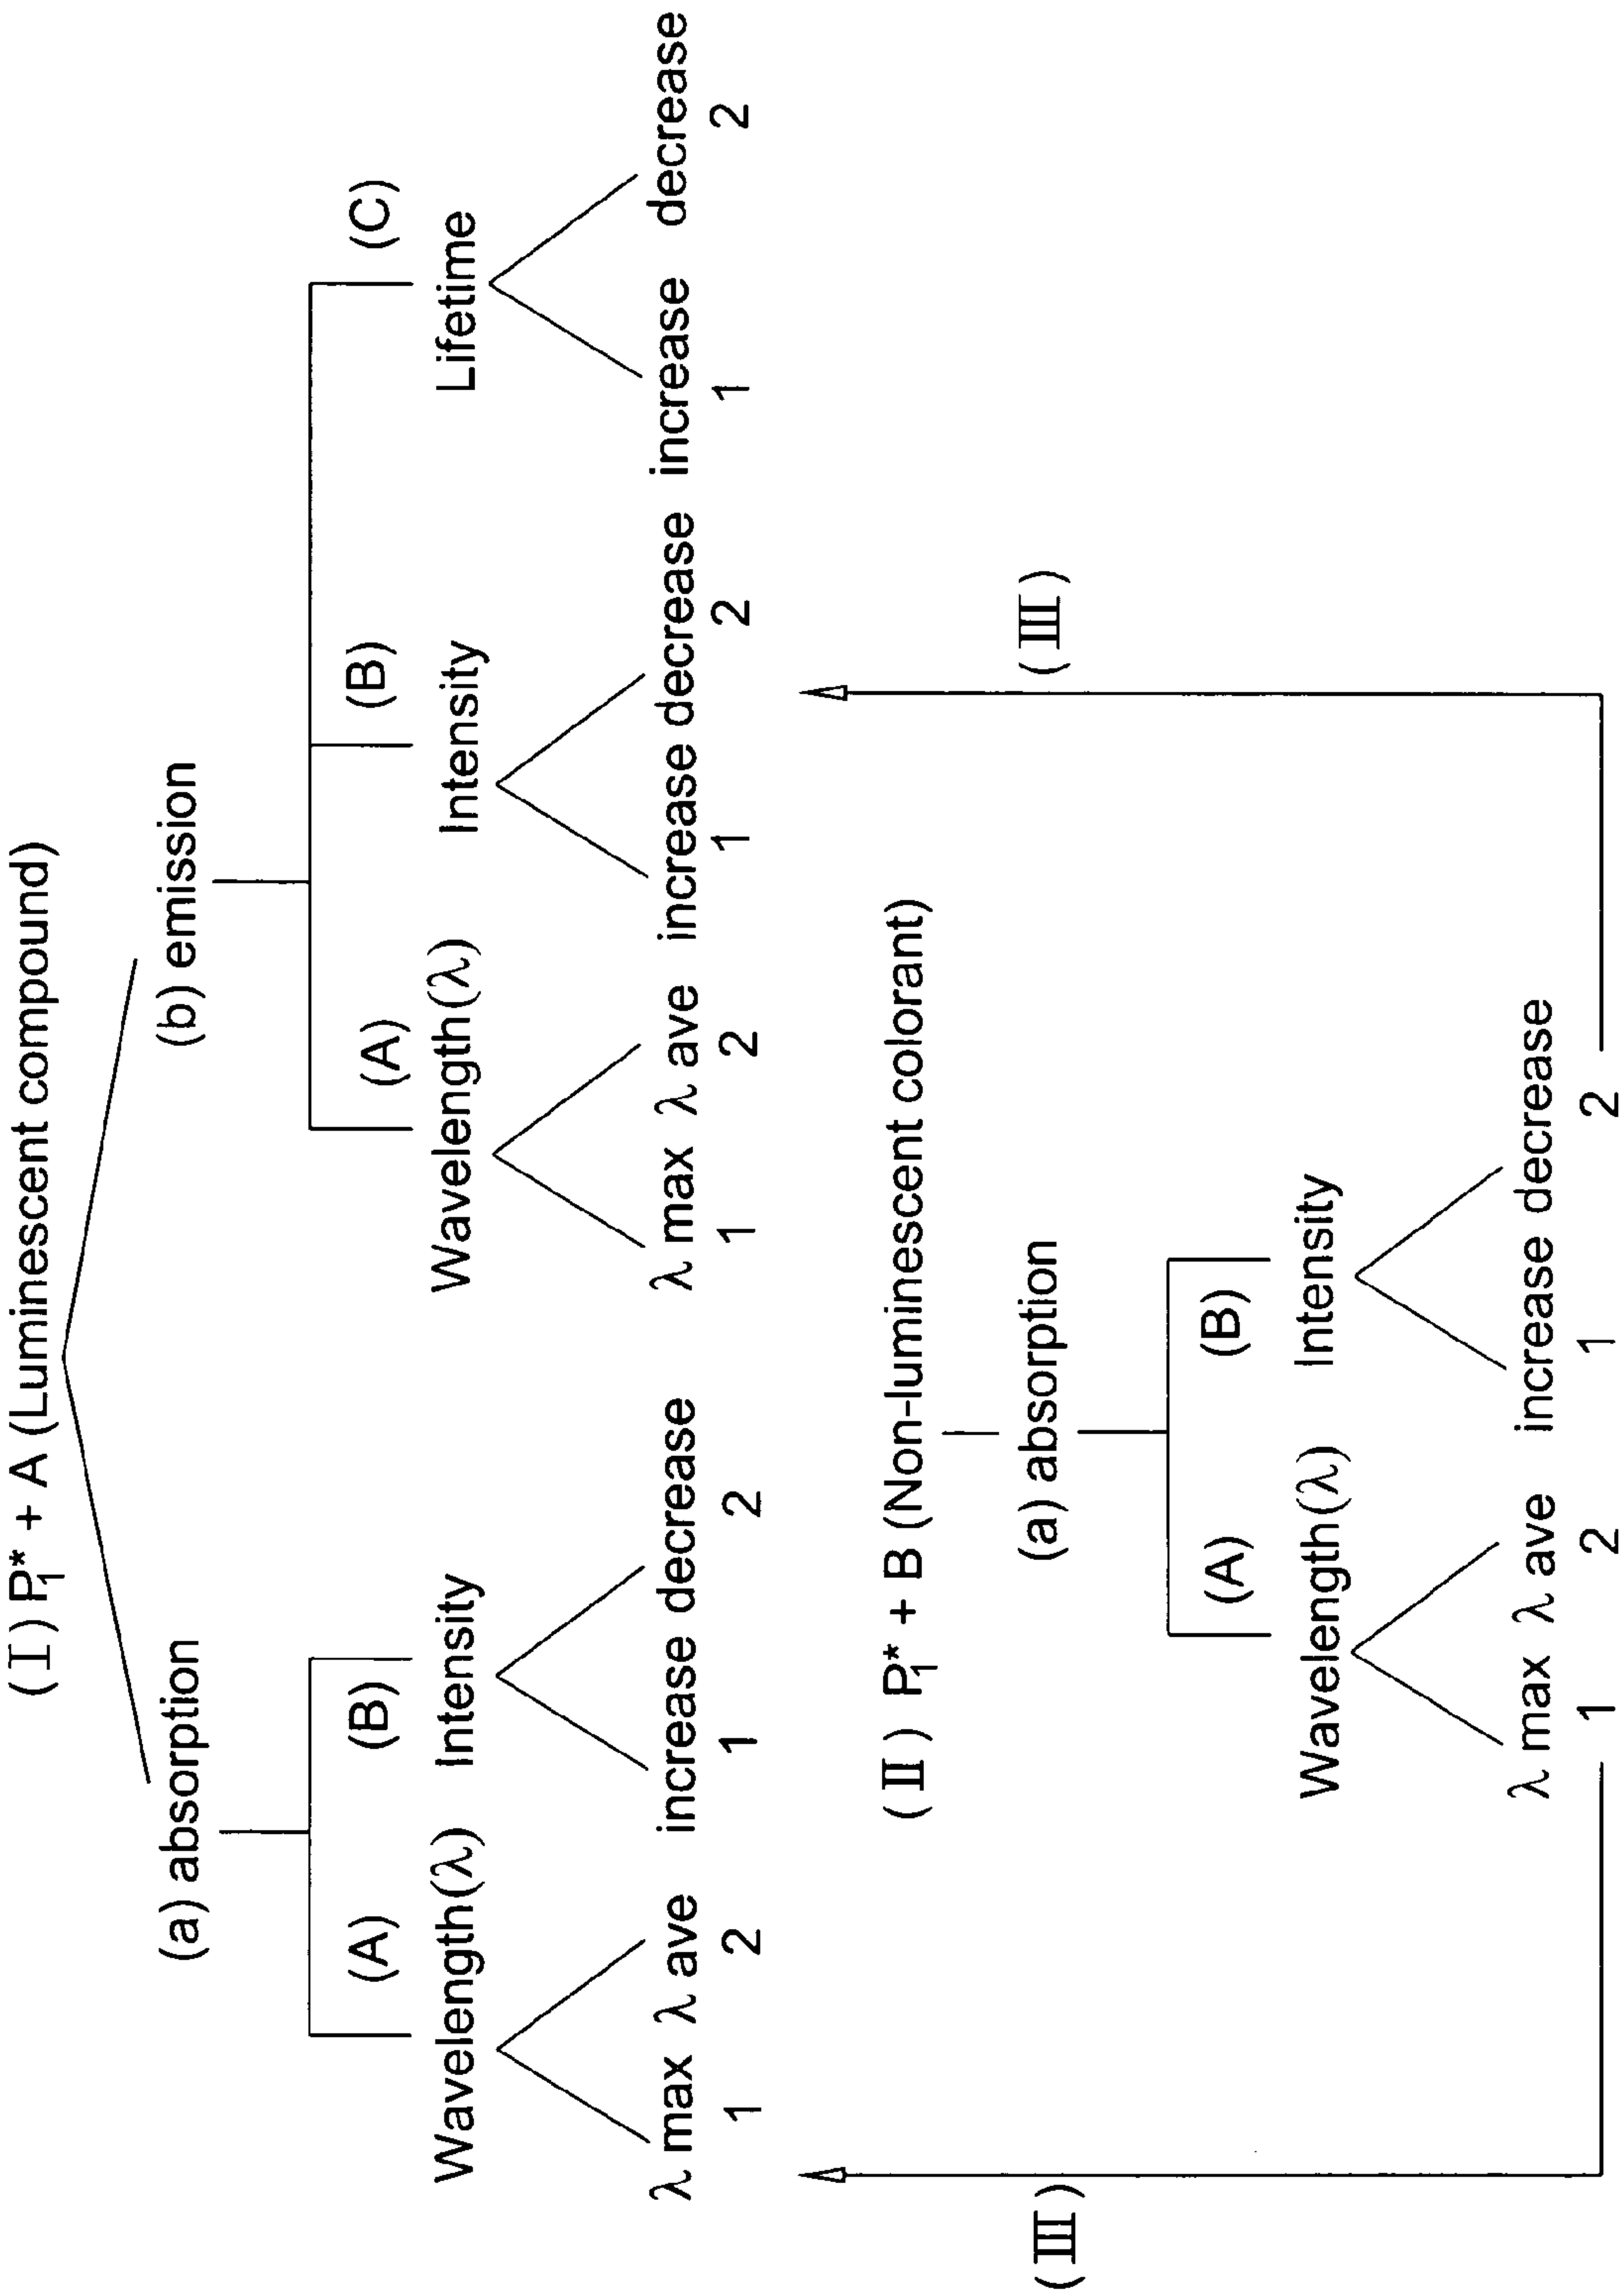 (I) P₁* + A (Luminescent compound)
(a) absorption (b) emission
(A) (B) (A) (B) (C)
Wavelength(λ) Intensity Wavelength(λ) Intensity Lifetime
λ max λ ave increase decrease λ max λ ave increase decrease increase decrease
1 2 1 2 1 2 1 2 1 2
(II) P₁* + B (Non-luminescent colorant)
(III) (a) absorption (III)
(A) (B)
Wavelength(λ) Intensity
λ max λ ave increase decrease
1 2 1 2